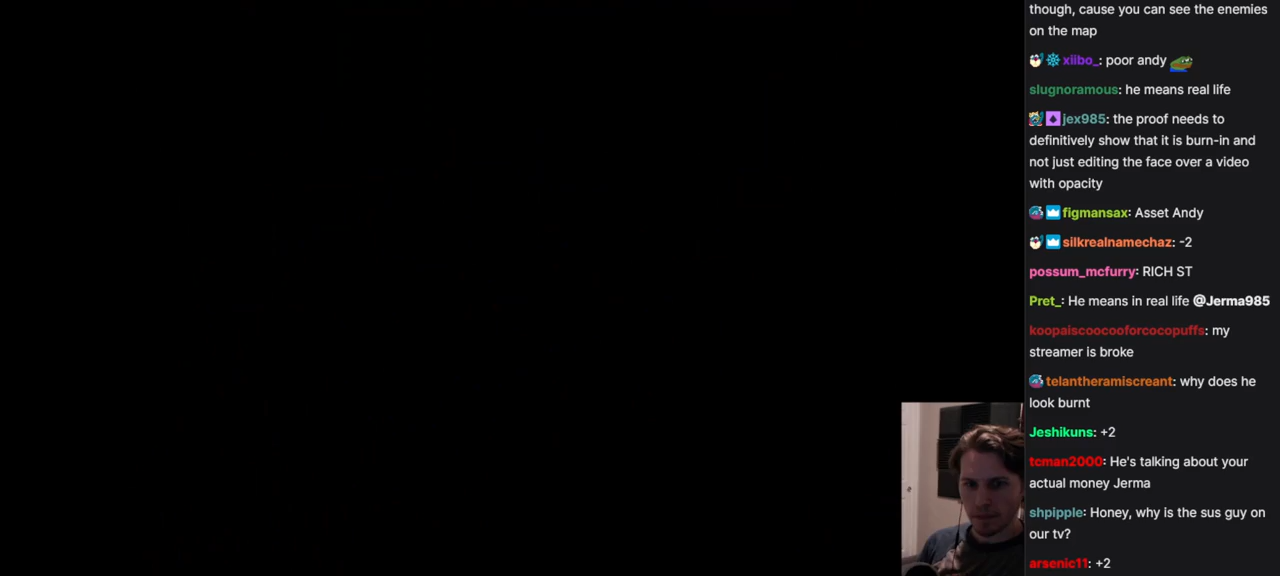 though, cause you can see the enemies
on the map
xiibo_: poor andy
slugnoramous: he means real life
jex985: the proof needs to
definitively show that it is burn-in and
not just editing the face over a video
with opacity
figmansax: Asset Andy
silkrealnamechaz: -2
possum_mcfurry: RICH ST
Pret_: He means in real life @Jerma985
koopaiscoocooforcocopuffs: my
streamer is broke
telantheramiscreant: why does he
look burnt
Jeshikuns: +2
tcman2000: He's talking about your
actual money Jerma
shpipple: Honey, why is the sus guy on
our tv?
arsenic11: +2